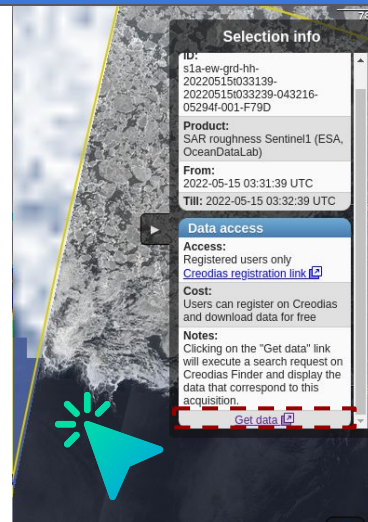 Selection info
ID:
s1a-ew-grd-hh-
20220515t033139-
20220515t033239-043216-
05294f-001-F79D
Product:
SAR roughness Sentinel1 (ESA,
OceanDataLab)
From:
2022-05-15 03:31:39 UTC
Till: 2022-05-15 03:32:39 UTC
Data access
Access:
Registered users only
Creodias registration link
Cost:
Users can register on Creodias
and download data for free
Notes:
Clicking on the "Get data" link
will execute a search request on
Creodias Finder and display the
data that correspond to this
acquisition.
Get data